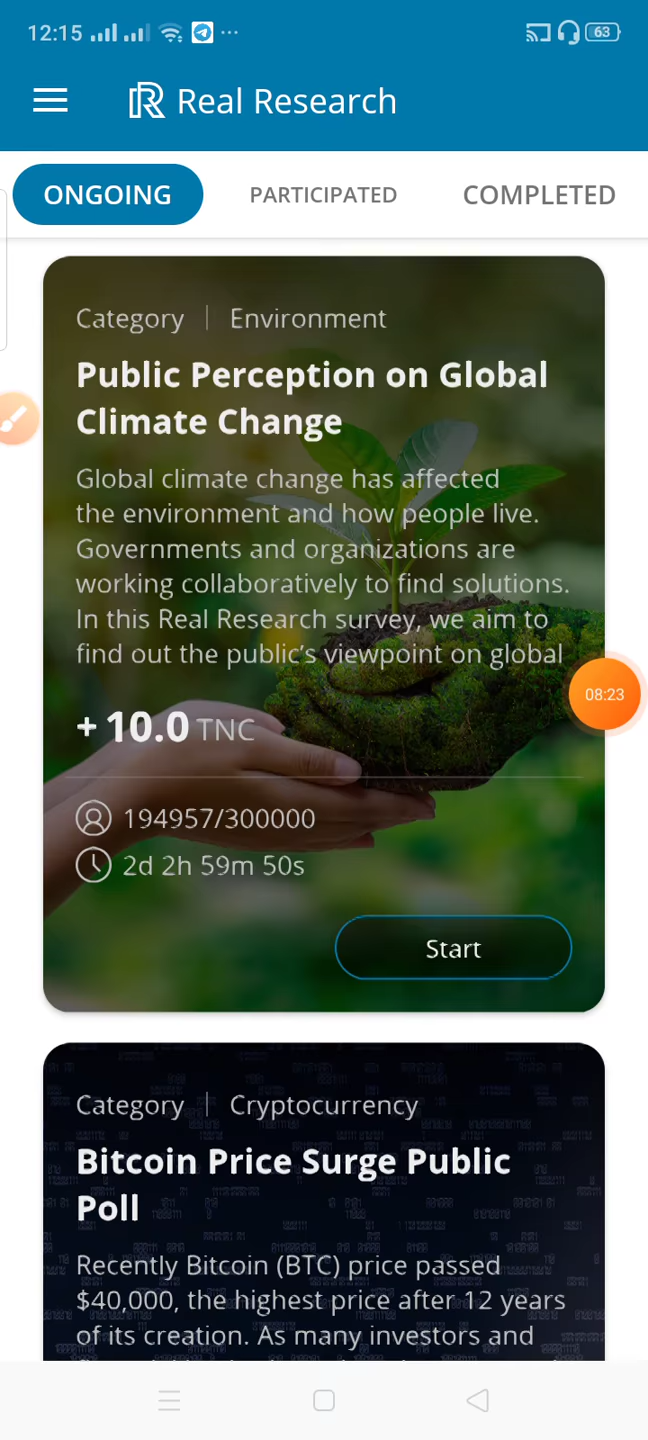 12:15
63
Real Research
ONGOING PARTICIPATED COMPLETED
Category | Environment
Public Perception on Global
Climate Change
Global climate change has affected
the environment and how people live.
Governments and organizations are
working collaboratively to find solutions.
In this Real Research survey, we aim to
find out the public's viewpoint on global
08:23
+ 10.0 TNC
194957/300000
2d 2h 59m 50s
Start
Category | Cryptocurrency
Bitcoin Price Surge Public
Poll
Recently Bitcoin (BTC) price passed
$40,000, the highest price after 12 years
of its creation. As many investors and